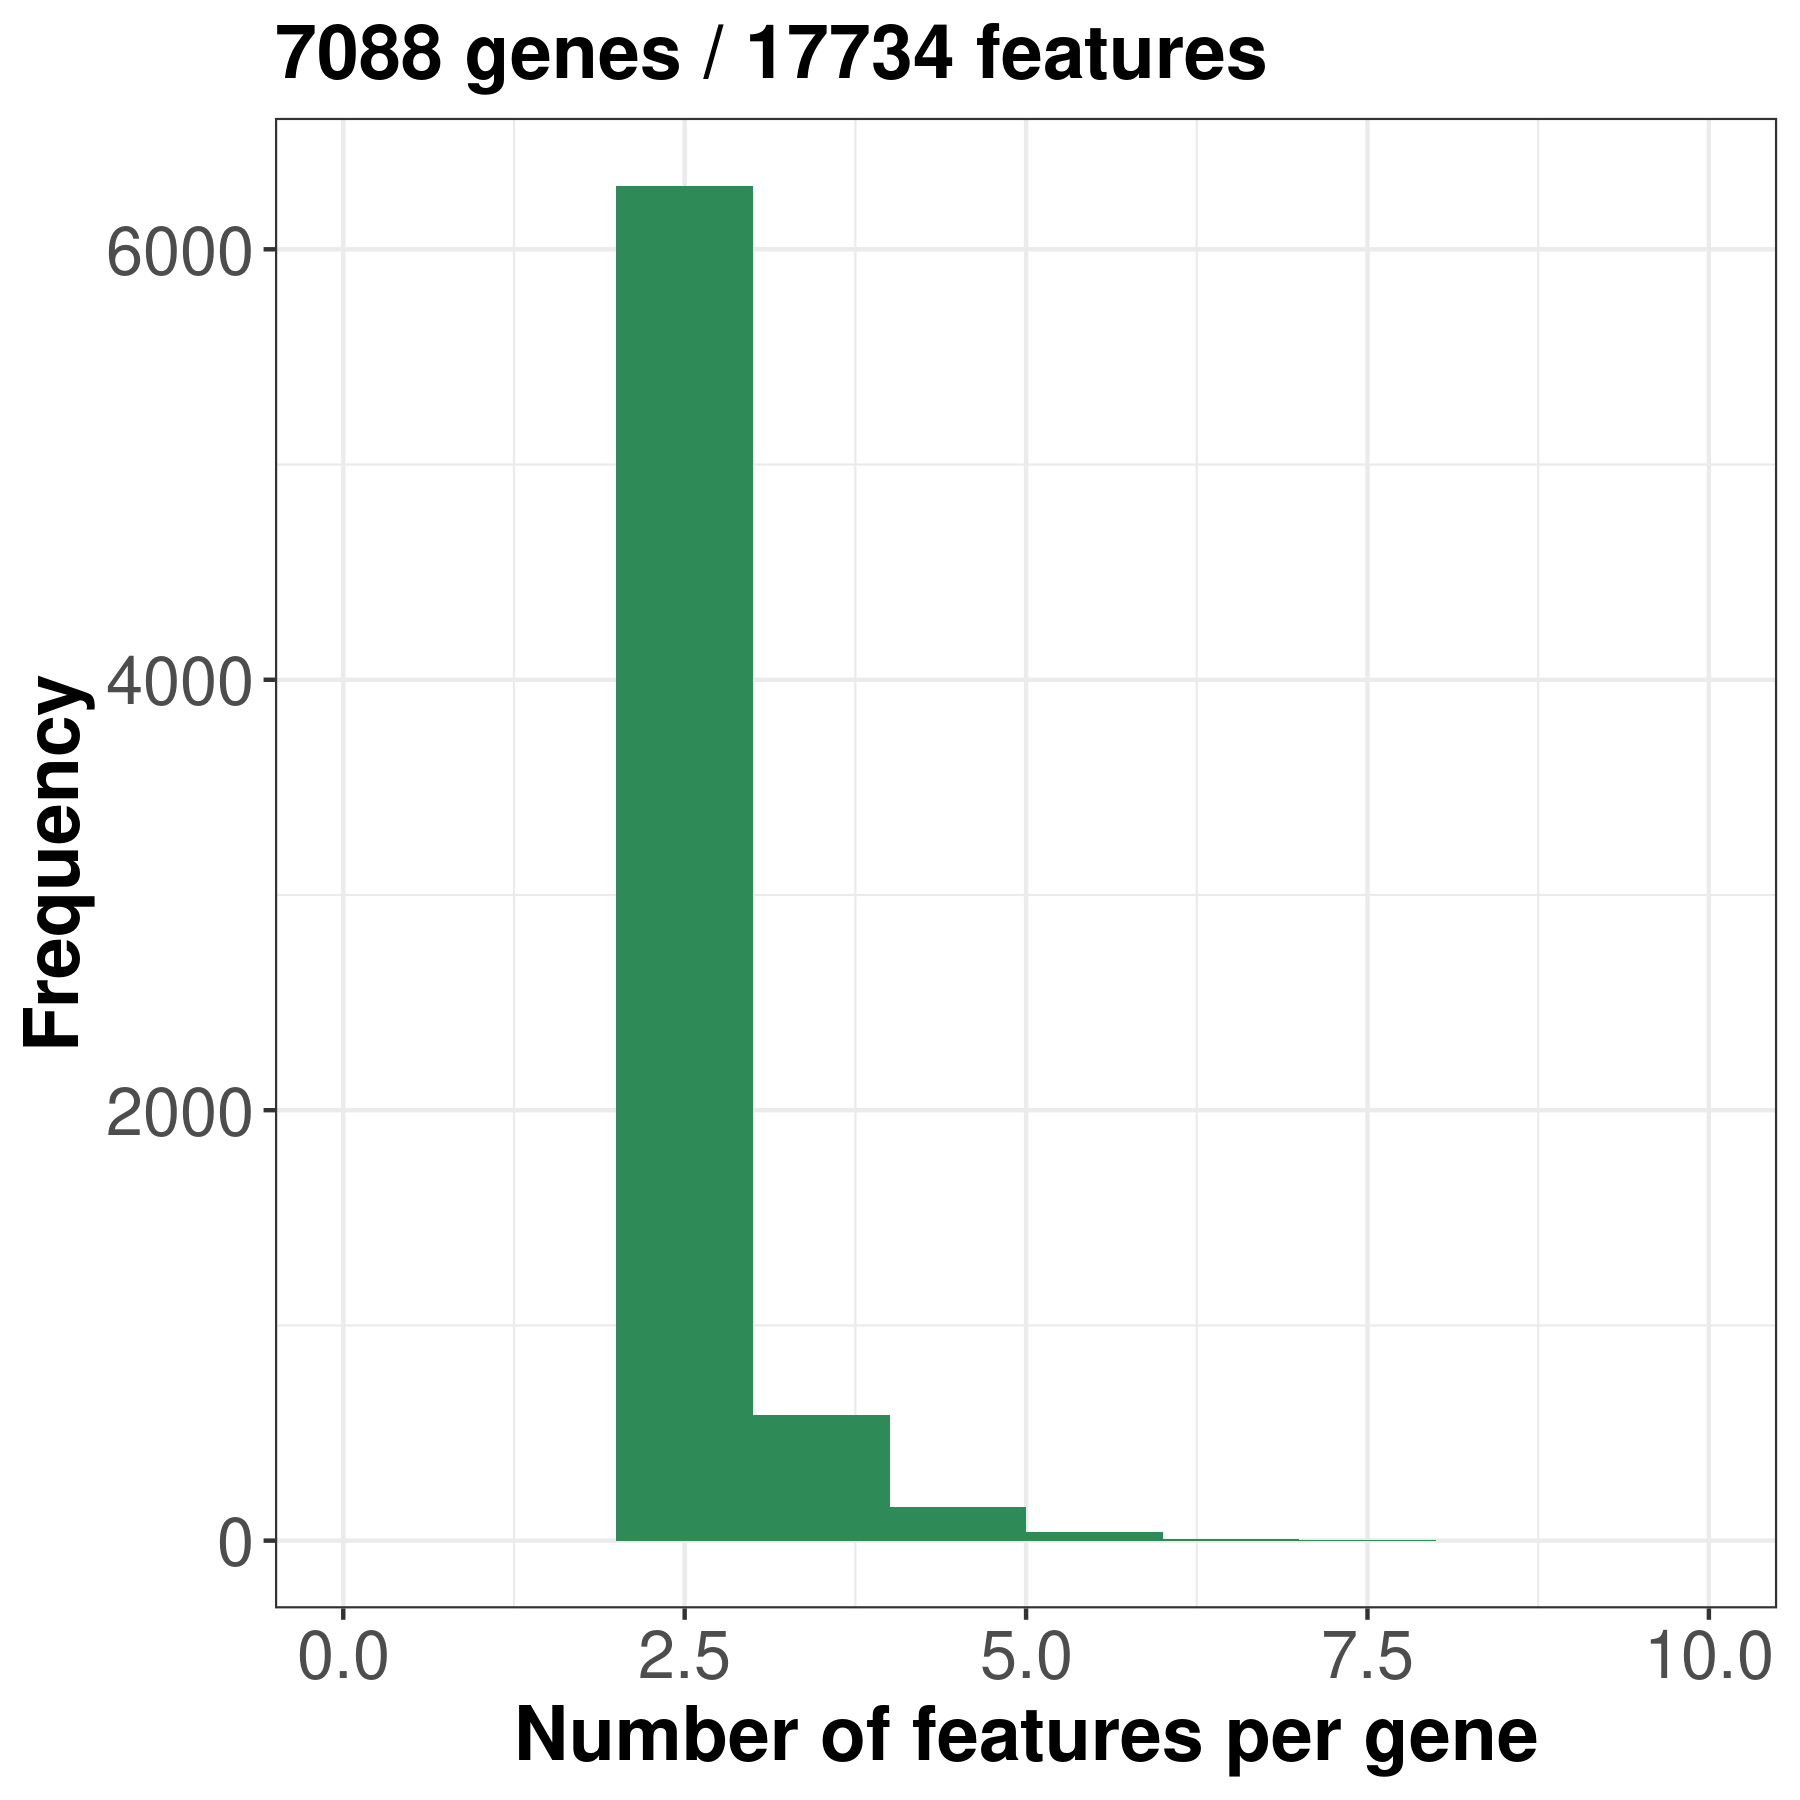 7088 genes / 17734 features
Frequency
6000
4000
2000
0
0.0 2.5 5.0 7.5 10.0
Number of features per gene